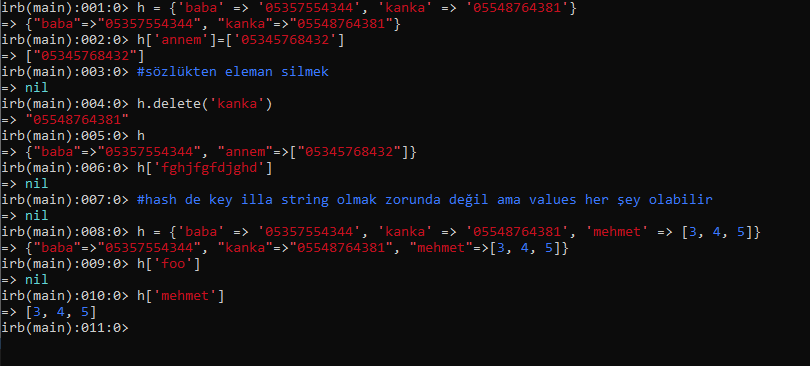 irb(main):001:0> h = {'baba' => '05357554344', 'kanka' => '05548764381'}
=> {"baba"=>"05357554344", "kanka"=>"05548764381"}
irb(main):002:0> h['annem']=['05345768432']
=> ["05345768432"]
irb(main):003:0> #sözlükten eleman silmek
=> nil
irb(main):004:0> h.delete('kanka')
=> "05548764381"
irb(main):005:0> h
=> {"baba"=>"05357554344", "annem"=>["05345768432"]}
irb(main):006:0> h['fghjfgfdjghd']
=> nil
irb(main):007:0> #hash de key illa string olmak zorunda değil ama values her şey olabilir
=> nil
irb(main):008:0> h = {'baba' => '05357554344', 'kanka' => '05548764381', 'mehmet' => [3, 4, 5]}
=> {"baba"=>"05357554344", "kanka"=>"05548764381", "mehmet"=>[3, 4, 5]}
irb(main):009:0> h['foo']
=> nil
irb(main):010:0> h['mehmet']
=> [3, 4, 5]
irb(main):011:0>